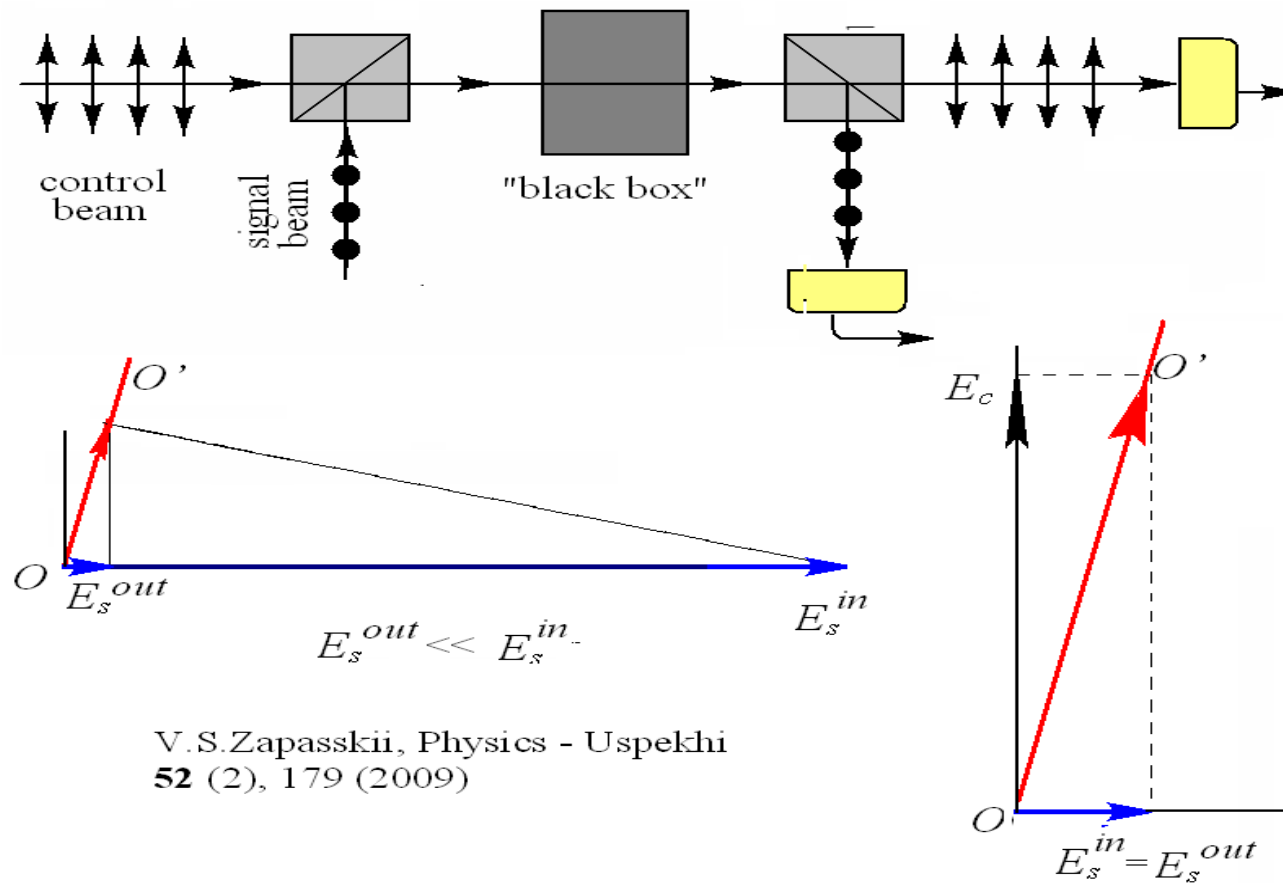 control
beam
signal
beam
"black box"
O'
O
E_s^out
E_s^in
E_s^out << E_s^in
V.S.Zapasskii, Physics - Uspekhi
52 (2), 179 (2009)
E_c
O'
O
E_s^in = E_s^out